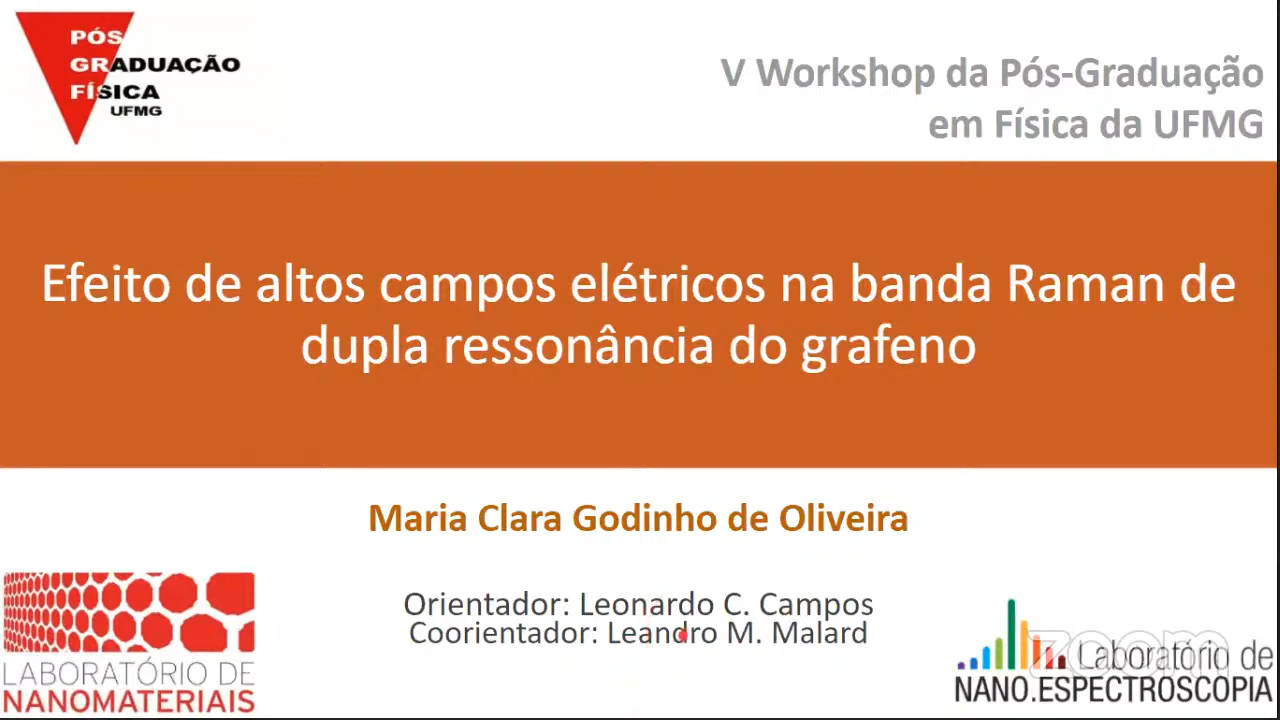 PÓS
GRADUAÇÃO
FÍSICA
UFMG
V Workshop da Pós-Graduação
em Física da UFMG
Efeito de altos campos elétricos na banda Raman de
dupla ressonância do grafeno
Maria Clara Godinho de Oliveira
Orientador: Leonardo C. Campos
Coorientador: Leandro M. Malard
LABORATÓRIO DE
NANOMATERIAIS
zoom
Laboratório de
NANO.ESPECTROSCOPIA